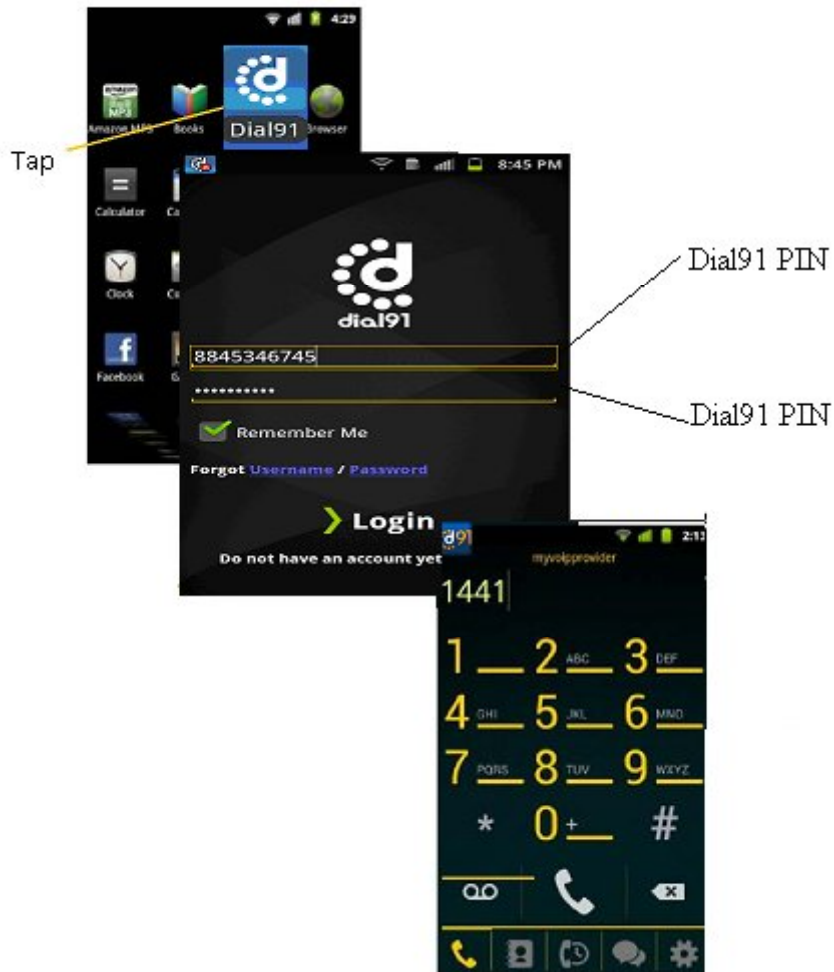 4:29
Amazon MP3 Books Dial91 Browser
Tap
Calculator
Clock
Facebook
8:45 PM
dial91
Dial91 PIN
8845346745
Dial91 PIN
Remember Me
Forgot Username / Password
Login
Do not have an account yet
d91
2:13
myvoipprovider
1441
1 2 ABC 3 DEF
4 GHI 5 JKL 6 MNO
7 PQRS 8 TUV 9 WXYZ
* 0 + #